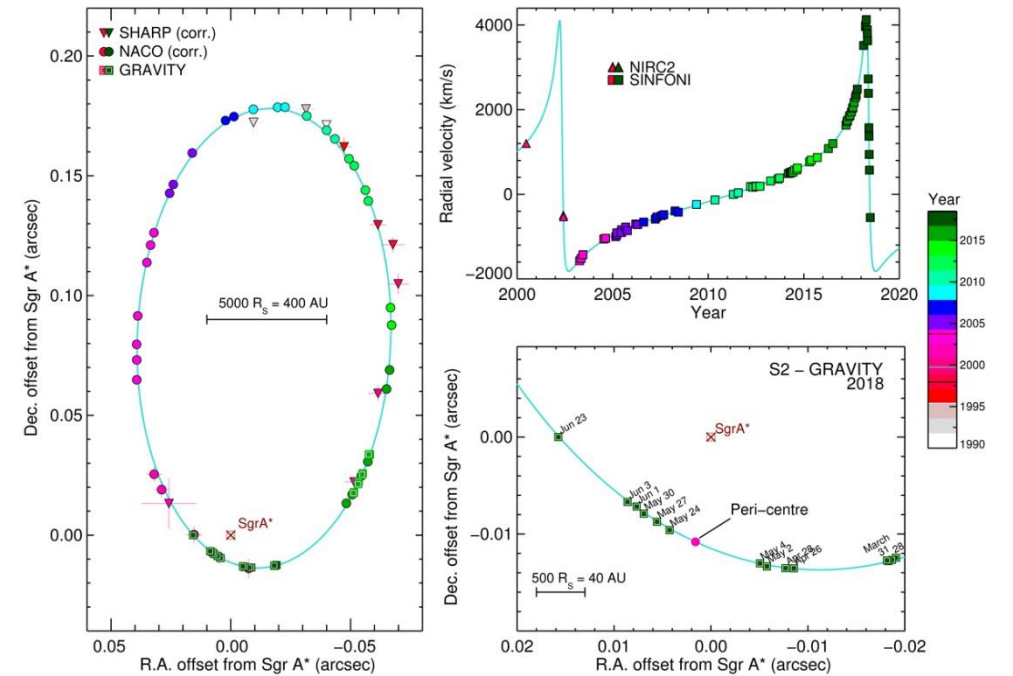 SHARP (corr.)
NACO (corr.)
GRAVITY
0.20
0.15
0.10
0.05
0.00
Dec. offset from Sgr A* (arcsec)
5000 RS = 400 AU
SgrA*
0.05
0.00
−0.05
R.A. offset from Sgr A* (arcsec)
4000
2000
0
−2000
Radial velocity (km/s)
NIRC2
SINFONI
2000
2005
2010
2015
2020
Year
S2 − GRAVITY
2018
0.00
−0.01
Dec. offset from Sgr A* (arcsec)
SgrA*
Jun 23
Jun 3
Jun 1
May 30
May 27
May 24
Peri−centre
May 4
May 2
Apr 28
Apr 26
March
31
28
500 RS = 40 AU
0.02
0.01
0.00
−0.01
−0.02
R.A. offset from Sgr A* (arcsec)
Year
2015
2010
2005
2000
1995
1990